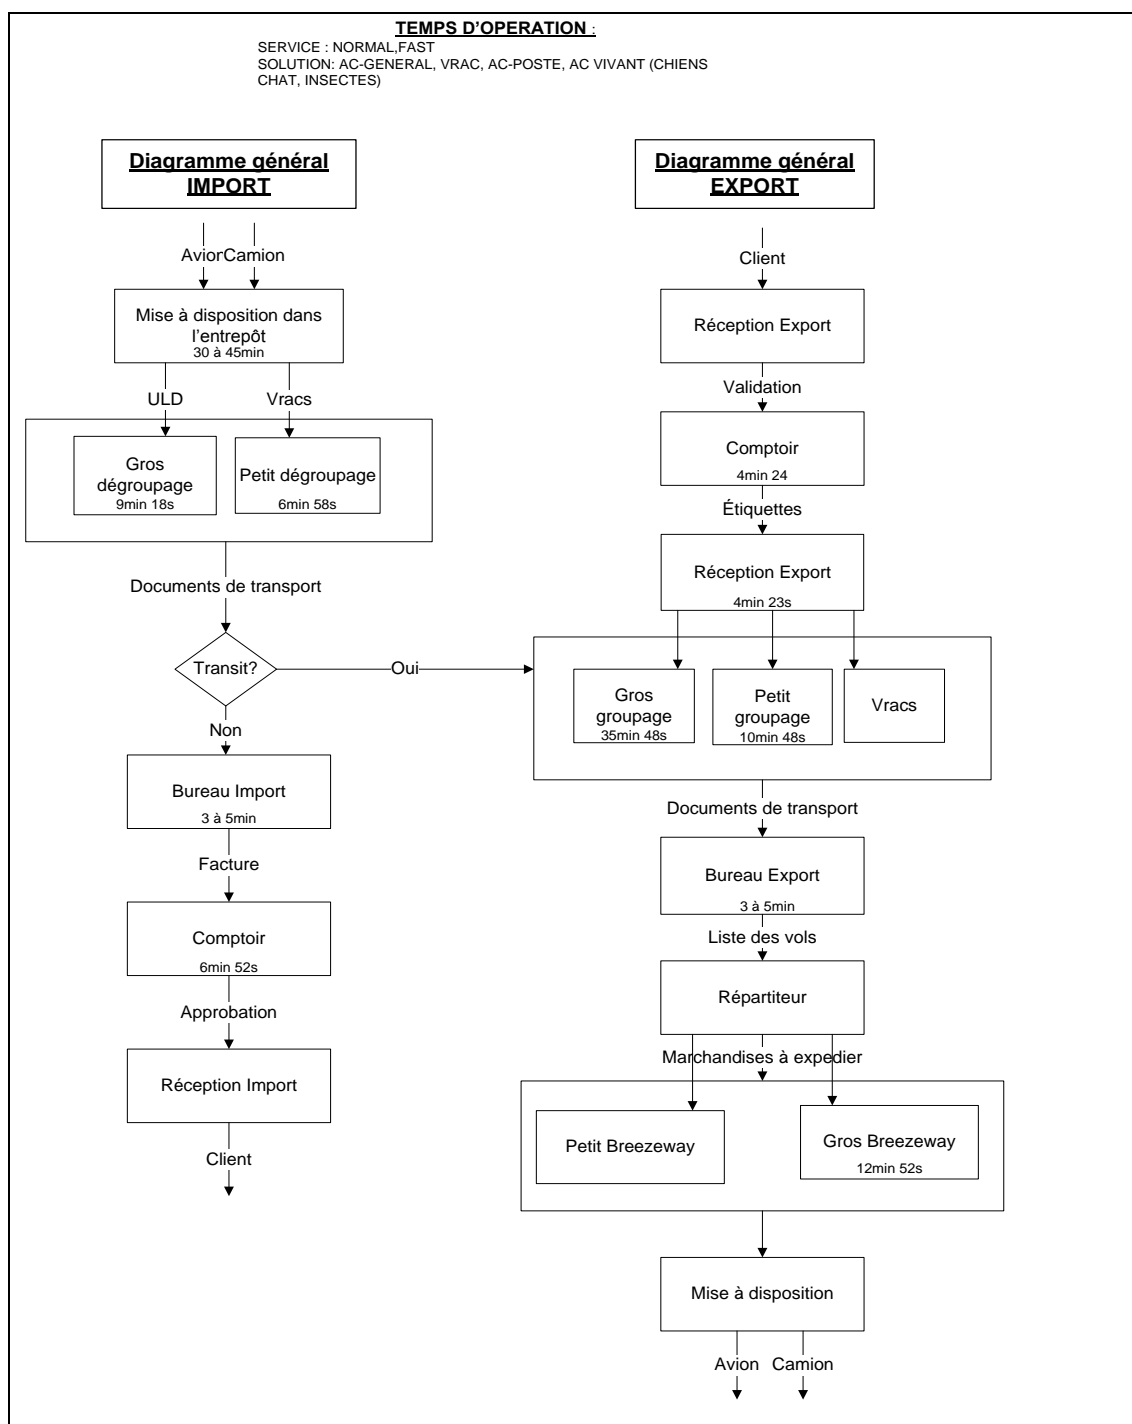 TEMPS D'OPERATION :
SERVICE : NORMAL,FAST
SOLUTION: AC-GENERAL, VRAC, AC-POSTE, AC VIVANT (CHIENS
CHAT, INSECTES)
Diagramme général
IMPORT
Avion
Camion
Mise à disposition dans
l'entrepôt
30 à 45min
ULD
Vracs
Gros
dégroupage
9min 18s
Petit dégroupage
6min 58s
Documents de transport
Transit?
Oui
Non
Bureau Import
3 à 5min
Facture
Comptoir
6min 52s
Approbation
Réception Import
Client
Diagramme général
EXPORT
Client
Réception Export
Validation
Comptoir
4min 24
Étiquettes
Réception Export
4min 23s
Gros
groupage
35min 48s
Petit
groupage
10min 48s
Vracs
Documents de transport
Bureau Export
3 à 5min
Liste des vols
Répartiteur
Marchandises à expedier
Petit Breezeway
Gros Breezeway
12min 52s
Mise à disposition
Avion
Camion